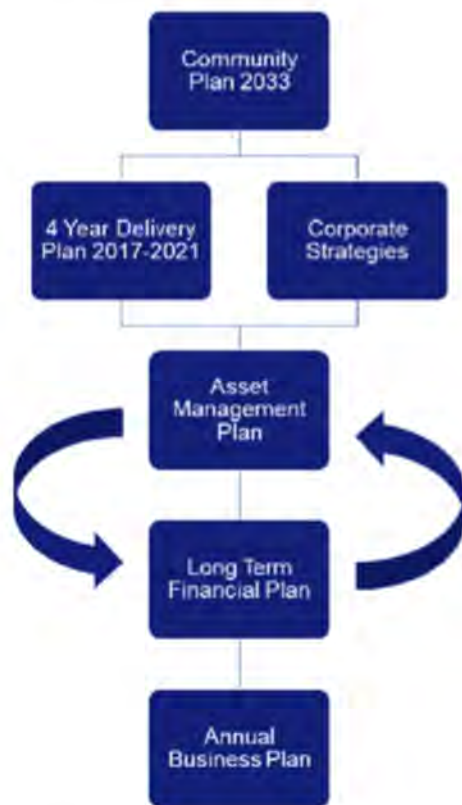 Community
Plan 2033
4 Year Delivery
Plan 2017-2021
Corporate
Strategies
Asset
Management
Plan
Long Term
Financial Plan
Annual
Business Plan